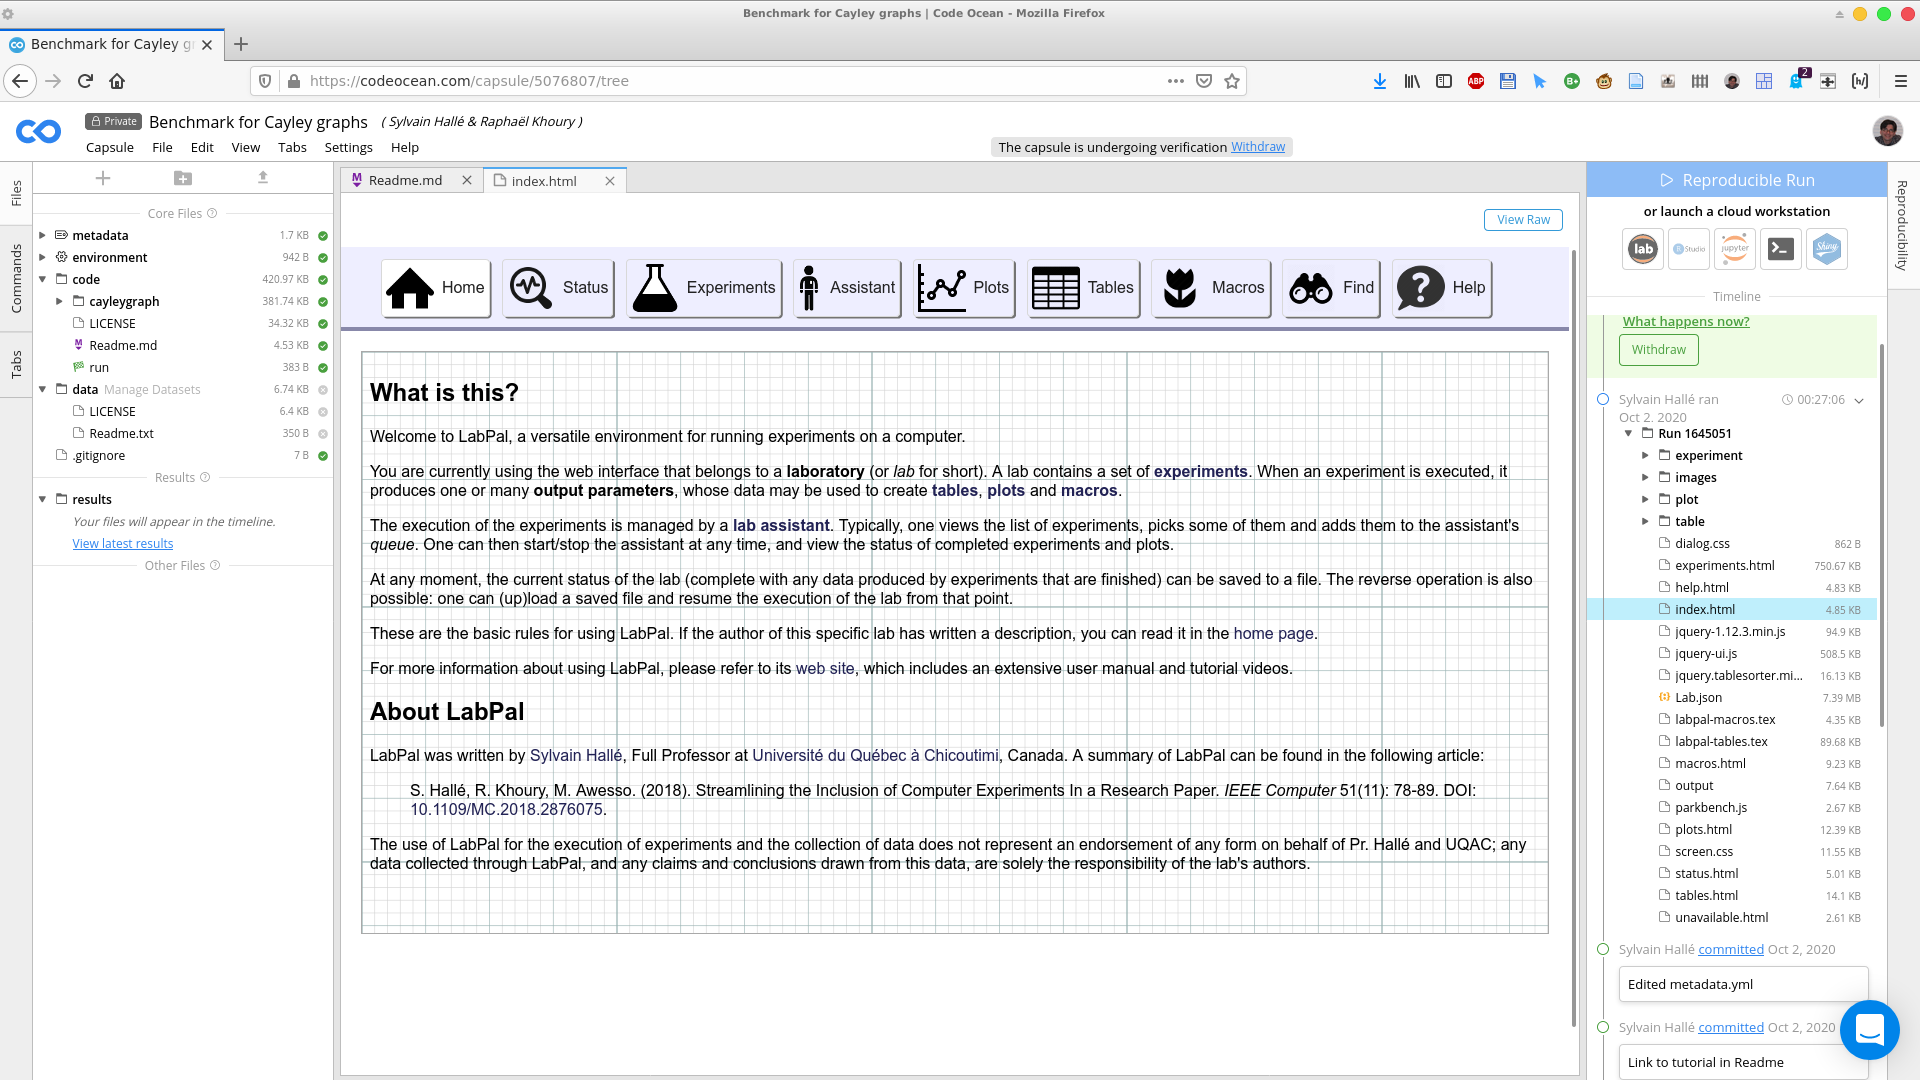 Benchmark for Cayley graphs | Code Ocean - Mozilla Firefox
Benchmark for Cayley gr
https://codeocean.com/capsule/5076807/tree
ABP
B+
2
Private
Benchmark for Cayley graphs
( Sylvain Hallé & Raphaël Khoury )
Capsule File Edit View Tabs Settings Help
The capsule is undergoing verification Withdraw
Files
Commands
Tabs
Core Files
metadata 1.7 KB
environment 942 B
code 420.97 KB
cayleygraph 381.74 KB
LICENSE 34.32 KB
Readme.md 4.53 KB
run 383 B
data Manage Datasets 6.74 KB
LICENSE 6.4 KB
Readme.txt 350 B
.gitignore 7 B
Results
results
Your files will appear in the timeline.
View latest results
Other Files
Readme.md
index.html
View Raw
Home Status Experiments Assistant Plots Tables Macros Find Help
What is this?
Welcome to LabPal, a versatile environment for running experiments on a computer.
You are currently using the web interface that belongs to a laboratory (or lab for short). A lab contains a set of experiments. When an experiment is executed, it
produces one or many output parameters, whose data may be used to create tables, plots and macros.
The execution of the experiments is managed by a lab assistant. Typically, one views the list of experiments, picks some of them and adds them to the assistant's
queue. One can then start/stop the assistant at any time, and view the status of completed experiments and plots.
At any moment, the current status of the lab (complete with any data produced by experiments that are finished) can be saved to a file. The reverse operation is also
possible: one can (up)load a saved file and resume the execution of the lab from that point.
These are the basic rules for using LabPal. If the author of this specific lab has written a description, you can read it in the home page.
For more information about using LabPal, please refer to its web site, which includes an extensive user manual and tutorial videos.
About LabPal
LabPal was written by Sylvain Hallé, Full Professor at Université du Québec à Chicoutimi, Canada. A summary of LabPal can be found in the following article:
S. Hallé, R. Khoury, M. Awesso. (2018). Streamlining the Inclusion of Computer Experiments In a Research Paper. IEEE Computer 51(11): 78-89. DOI:
10.1109/MC.2018.2876075.
The use of LabPal for the execution of experiments and the collection of data does not represent an endorsement of any form on behalf of Pr. Hallé and UQAC; any
data collected through LabPal, and any claims and conclusions drawn from this data, are solely the responsibility of the lab's authors.
Reproducible Run
or launch a cloud workstation
lab
Studio
jupyter
Shiny
Timeline
What happens now?
Withdraw
Sylvain Hallé ran 00:27:06
Oct 2, 2020
Run 1645051
experiment
images
plot
table
dialog.css 862 B
experiments.html 750.67 KB
help.html 4.83 KB
index.html 4.85 KB
jquery-1.12.3.min.js 94.9 KB
jquery-ui.js 508.5 KB
jquery.tablesorter.mi... 16.13 KB
Lab.json 7.39 MB
labpal-macros.tex 4.35 KB
labpal-tables.tex 89.68 KB
macros.html 9.23 KB
output 7.64 KB
parkbench.js 2.67 KB
plots.html 12.39 KB
screen.css 11.55 KB
status.html 5.01 KB
tables.html 14.1 KB
unavailable.html 2.61 KB
Sylvain Hallé committed Oct 2, 2020
Edited metadata.yml
Sylvain Hallé committed Oct 2, 2020
Link to tutorial in Readme
Reproducibility